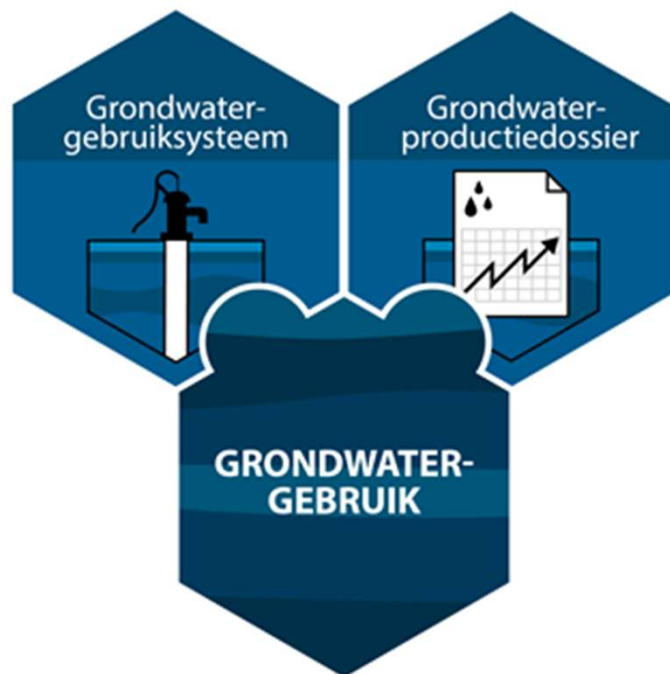 Grondwater-
gebruiksysteem
Grondwater-
productiedossier
GRONDWATER-
GEBRUIK